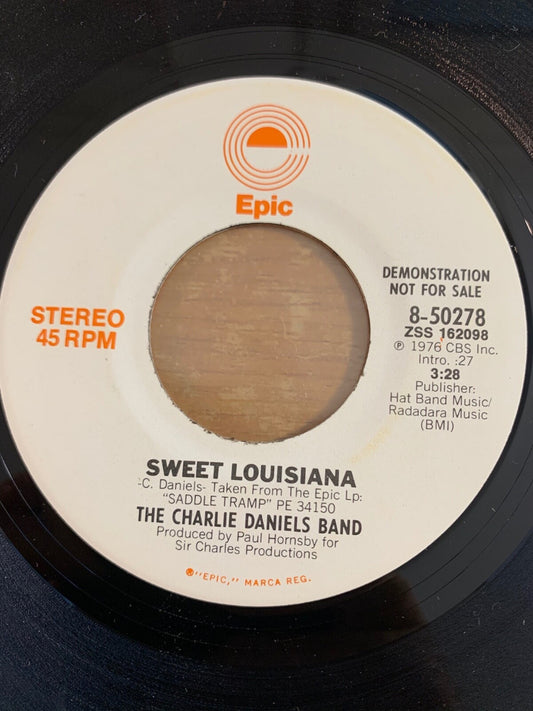 Epic
STEREO
45 RPM
DEMONSTRATION
NOT FOR SALE
8-50278
ZSS 162098
℗ 1976 CBS Inc.
Intro. :27
3:28
Publisher:
Hat Band Music/
Radadara Music
(BMI)
SWEET LOUISIANA
-C. Daniels- Taken From The Epic Lp:
"SADDLE TRAMP" PE 34150
THE CHARLIE DANIELS BAND
Produced by Paul Hornsby for
Sir Charles Productions
®"EPIC," MARCA REG.